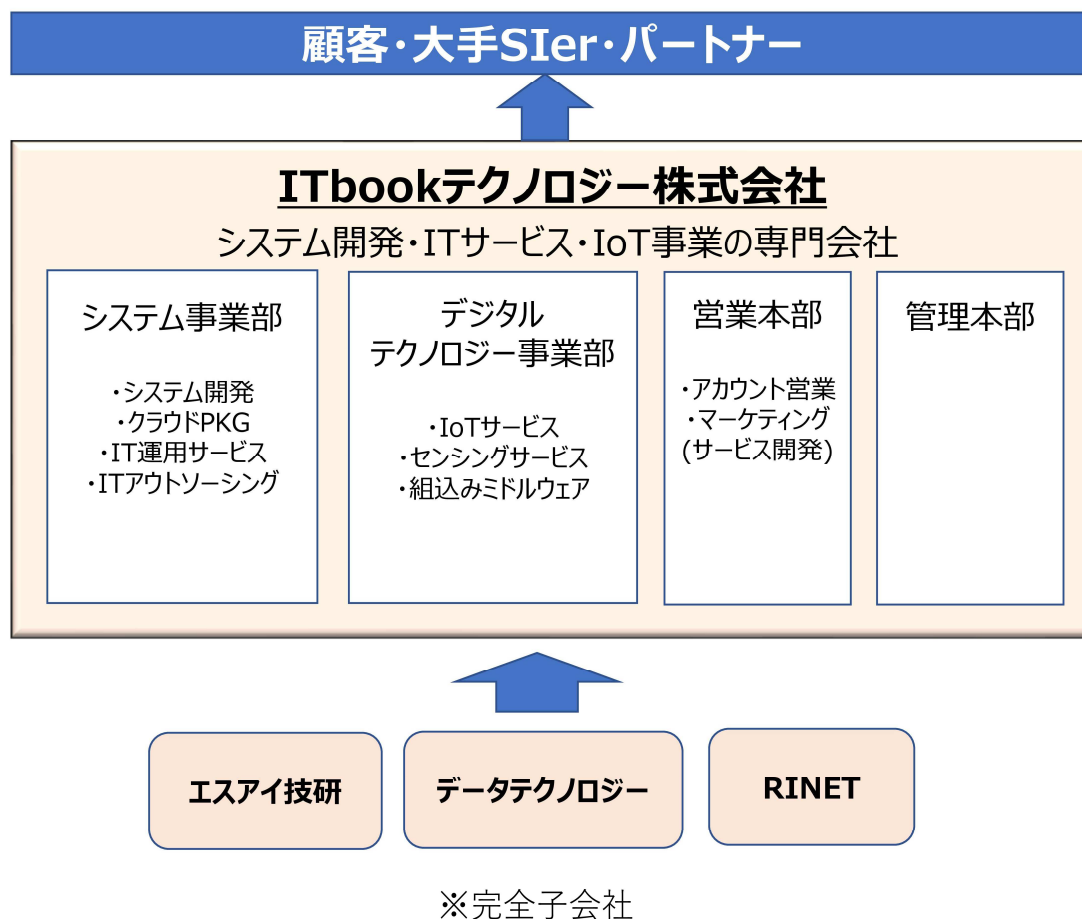 顧客・大手SIer・パートナー
ITbookテクノロジー株式会社
システム開発・ITサービス・IoT事業の専門会社
システム事業部
・システム開発
・クラウドPKG
・IT運用サービス
・ITアウトソーシング
デジタル
テクノロジー事業部
・IoTサービス
・センシングサービス
・組込みミドルウェア
営業本部
・アカウント営業
・マーケティング
(サービス開発)
管理本部
エスアイ技研
データテクノロジー
RINET
※完全子会社